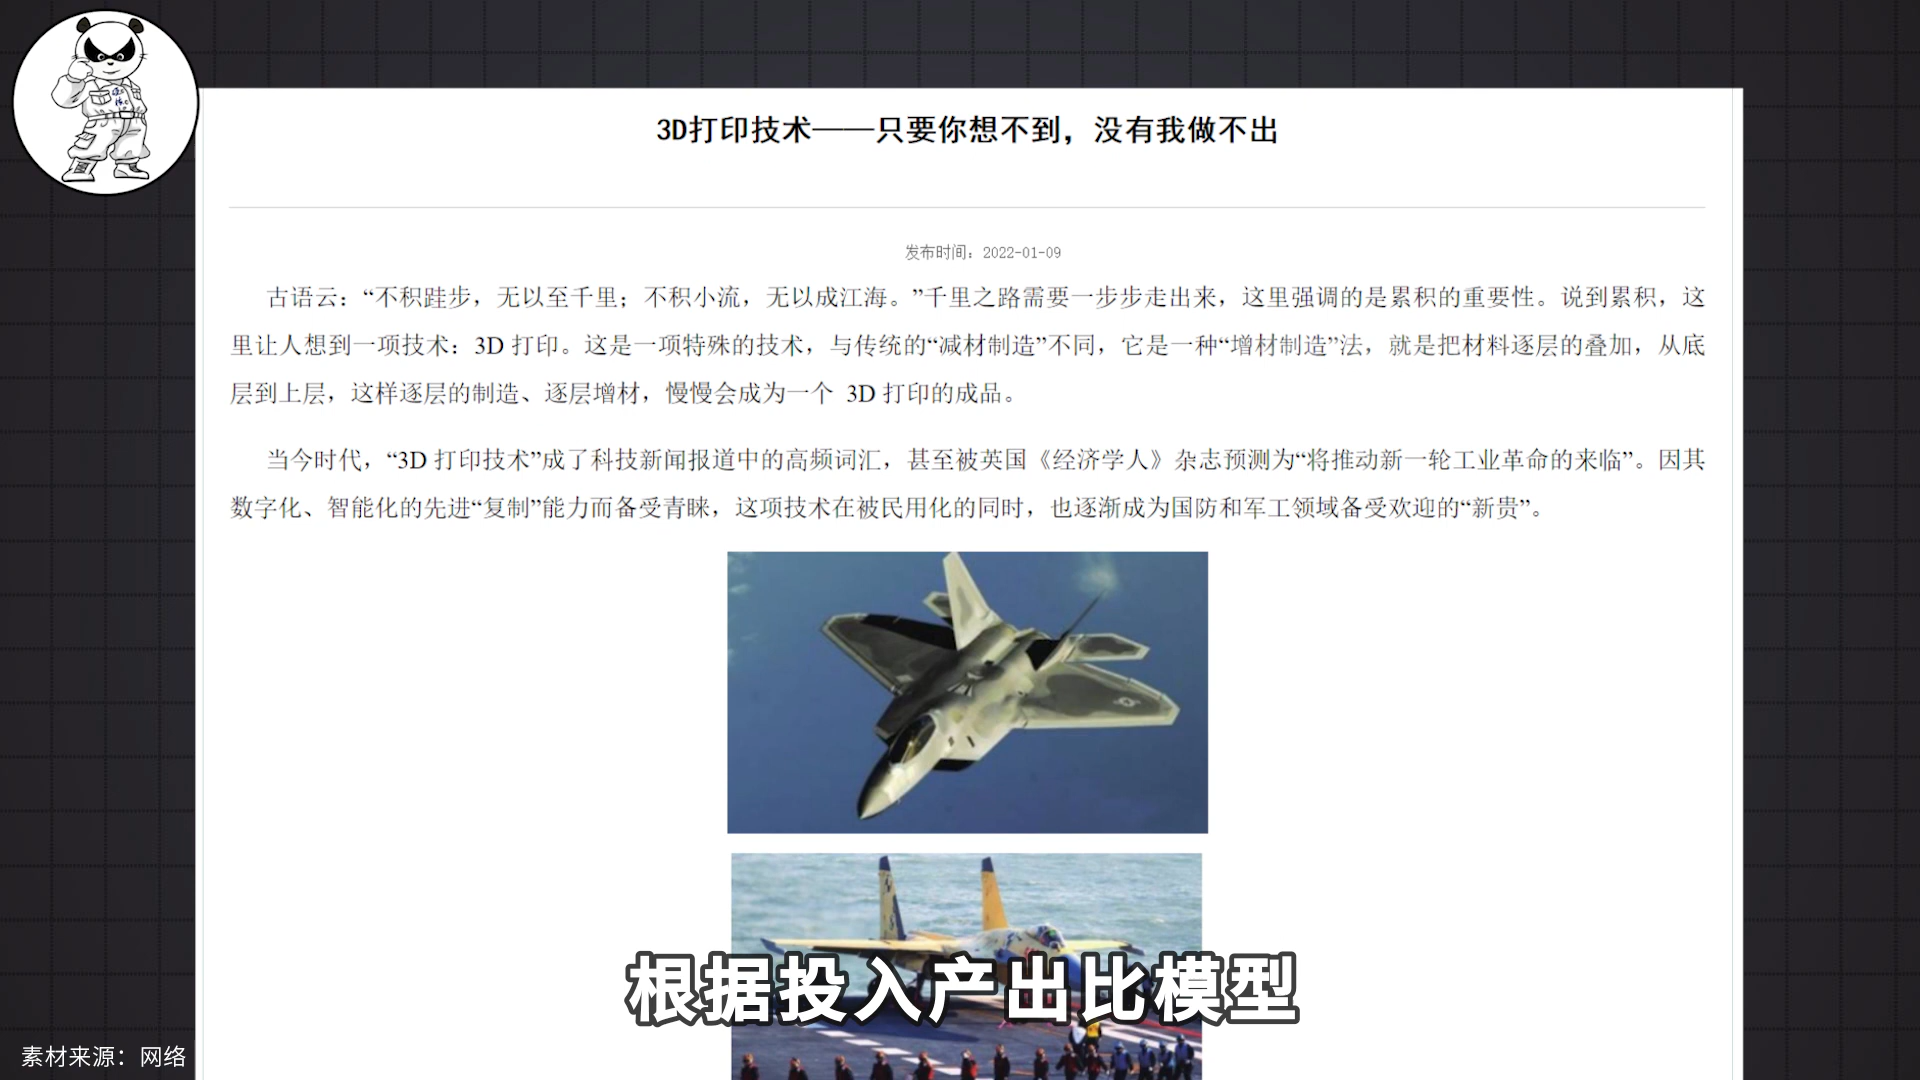 3D打印技术——只要你想不到，没有我做不出
发布时间：2022-01-09
古语云：“不积跬步，无以至千里；不积小流，无以成江海。”千里之路需要一步步走出来，这里强调的是累积的重要性。说到累积，这
里让人想到一项技术：3D 打印。这是一项特殊的技术，与传统的“减材制造”不同，它是一种“增材制造”法，就是把材料逐层的叠加，从底
层到上层，这样逐层的制造、逐层增材，慢慢会成为一个 3D 打印的成品。
当今时代，“3D 打印技术”成了科技新闻报道中的高频词汇，甚至被英国《经济学人》杂志预测为“将推动新一轮工业革命的来临”。因其
数字化、智能化的先进“复制”能力而备受青睐，这项技术在被民用化的同时，也逐渐成为国防和军工领域备受欢迎的“新贵”。
根据投入产出比模型
素材来源：网络